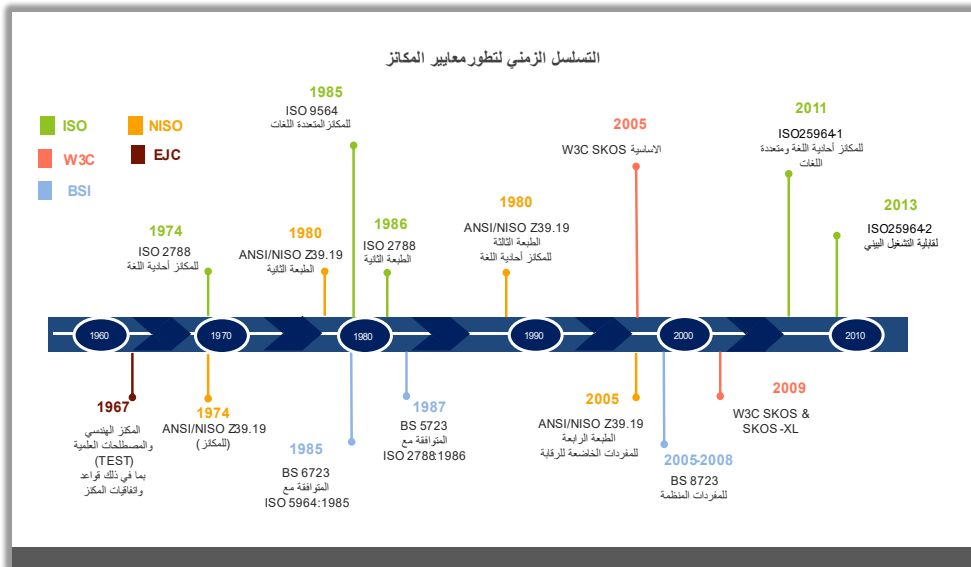 التسلسل الزمني لتطور معايير المكانز
ISO
NISO
W3C
EJC
BSI
1974
ISO 2788
للمكانز أحادية اللغة
1980
ANSI/NISO Z39.19
الطبعة الثانية
1985
ISO 9564
للمكانز المتعددة اللغات
1986
ISO 2788
الطبعة الثانية
1980
ANSI/NISO Z39.19
الطبعة الثالثة
للمكانز أحادية اللغة
2005
W3C SKOS الاساسية
2011
ISO25964-1
للمكانز أحادية اللغة ومتعددة
اللغات
2013
ISO25964-2
لقابلية التشغيل البيني
1960
1970
1980
1990
2000
2010
1967
المكنز الهندسي
والمصطلحات العلمية
(TEST)
بما في ذلك قواعد
واتفاقيات المكنز
1974
ANSI/NISO Z39.19
(للمكانز)
1985
BS 6723
المتوافقة مع
ISO 5964:1985
1987
BS 5723
المتوافقة مع
ISO 2788:1986
2005
ANSI/NISO Z39.19
الطبعة الرابعة
للمفردات الخاضعة للرقابة
2005-2008
BS 8723
للمفردات المنظمة
2009
W3C SKOS &
SKOS-XL